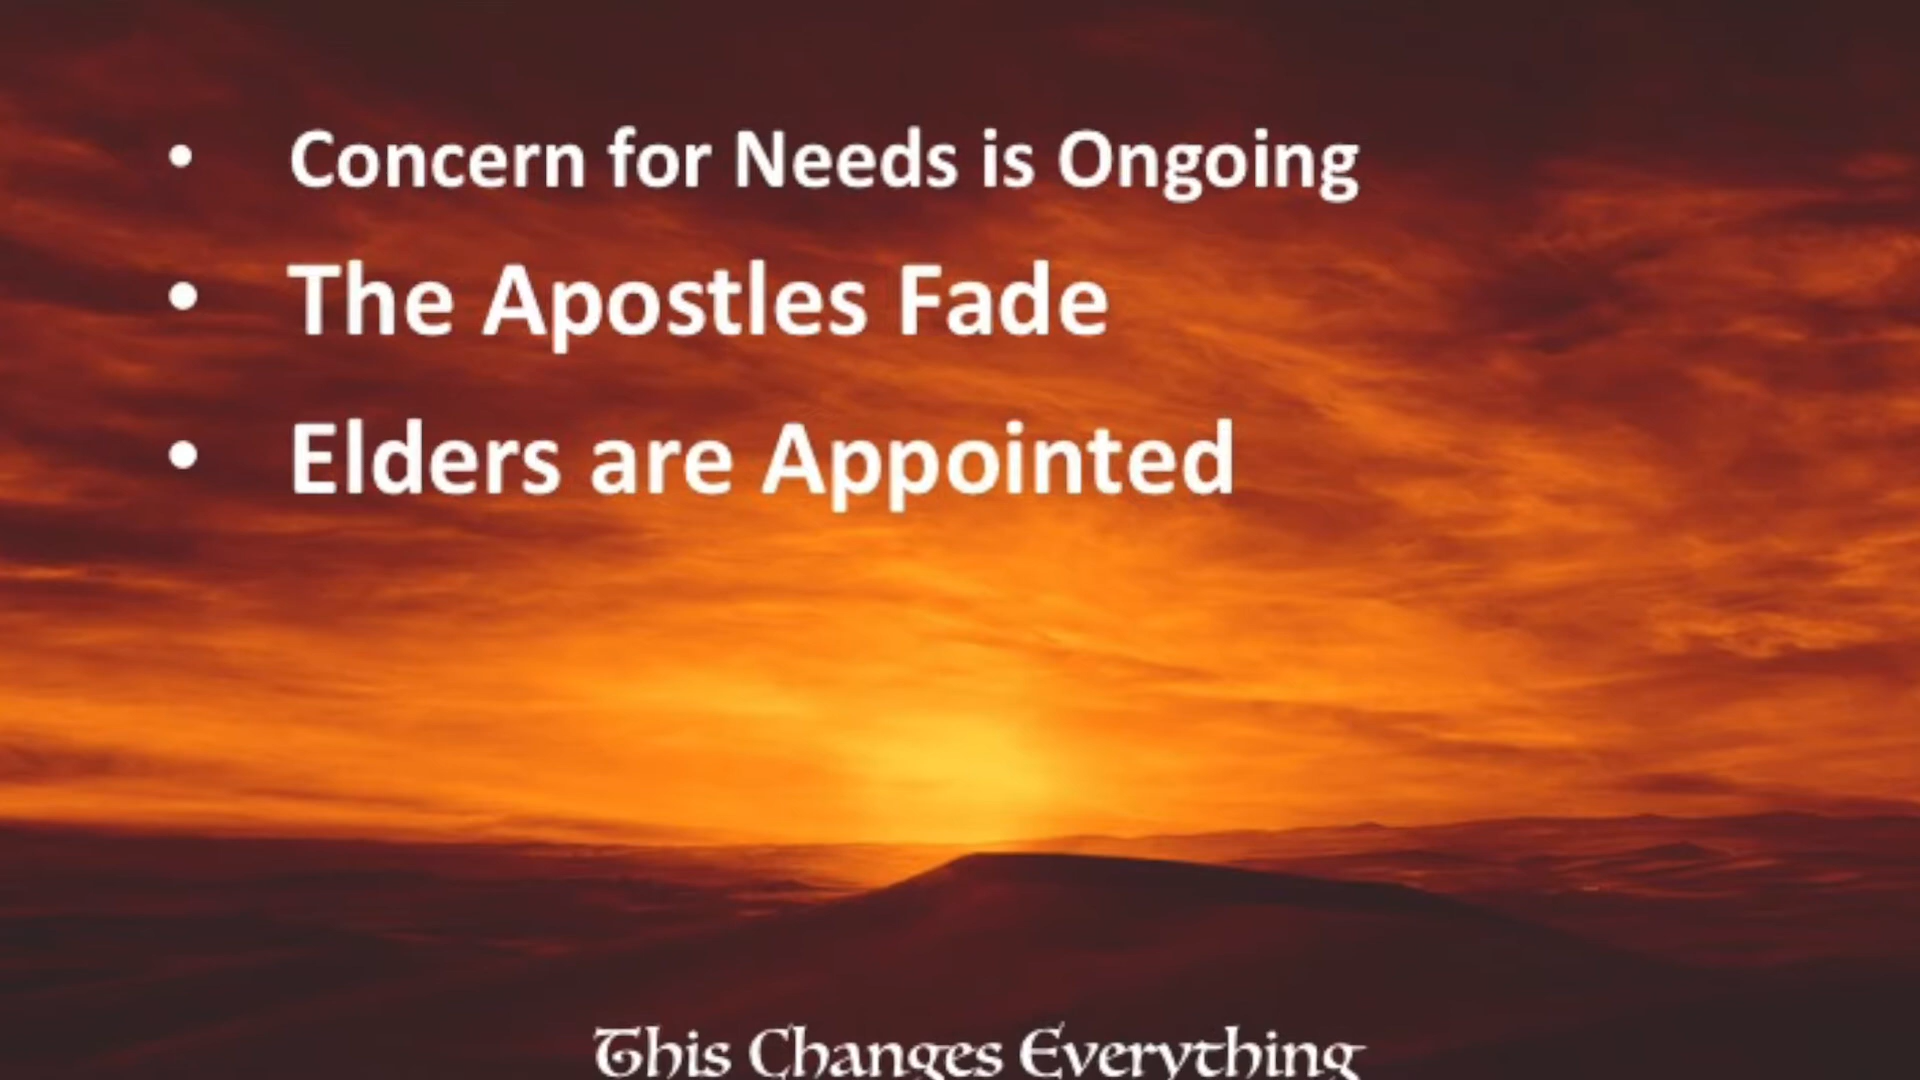 • Concern for Needs is Ongoing
• The Apostles Fade
• Elders are Appointed
This Changes Everything